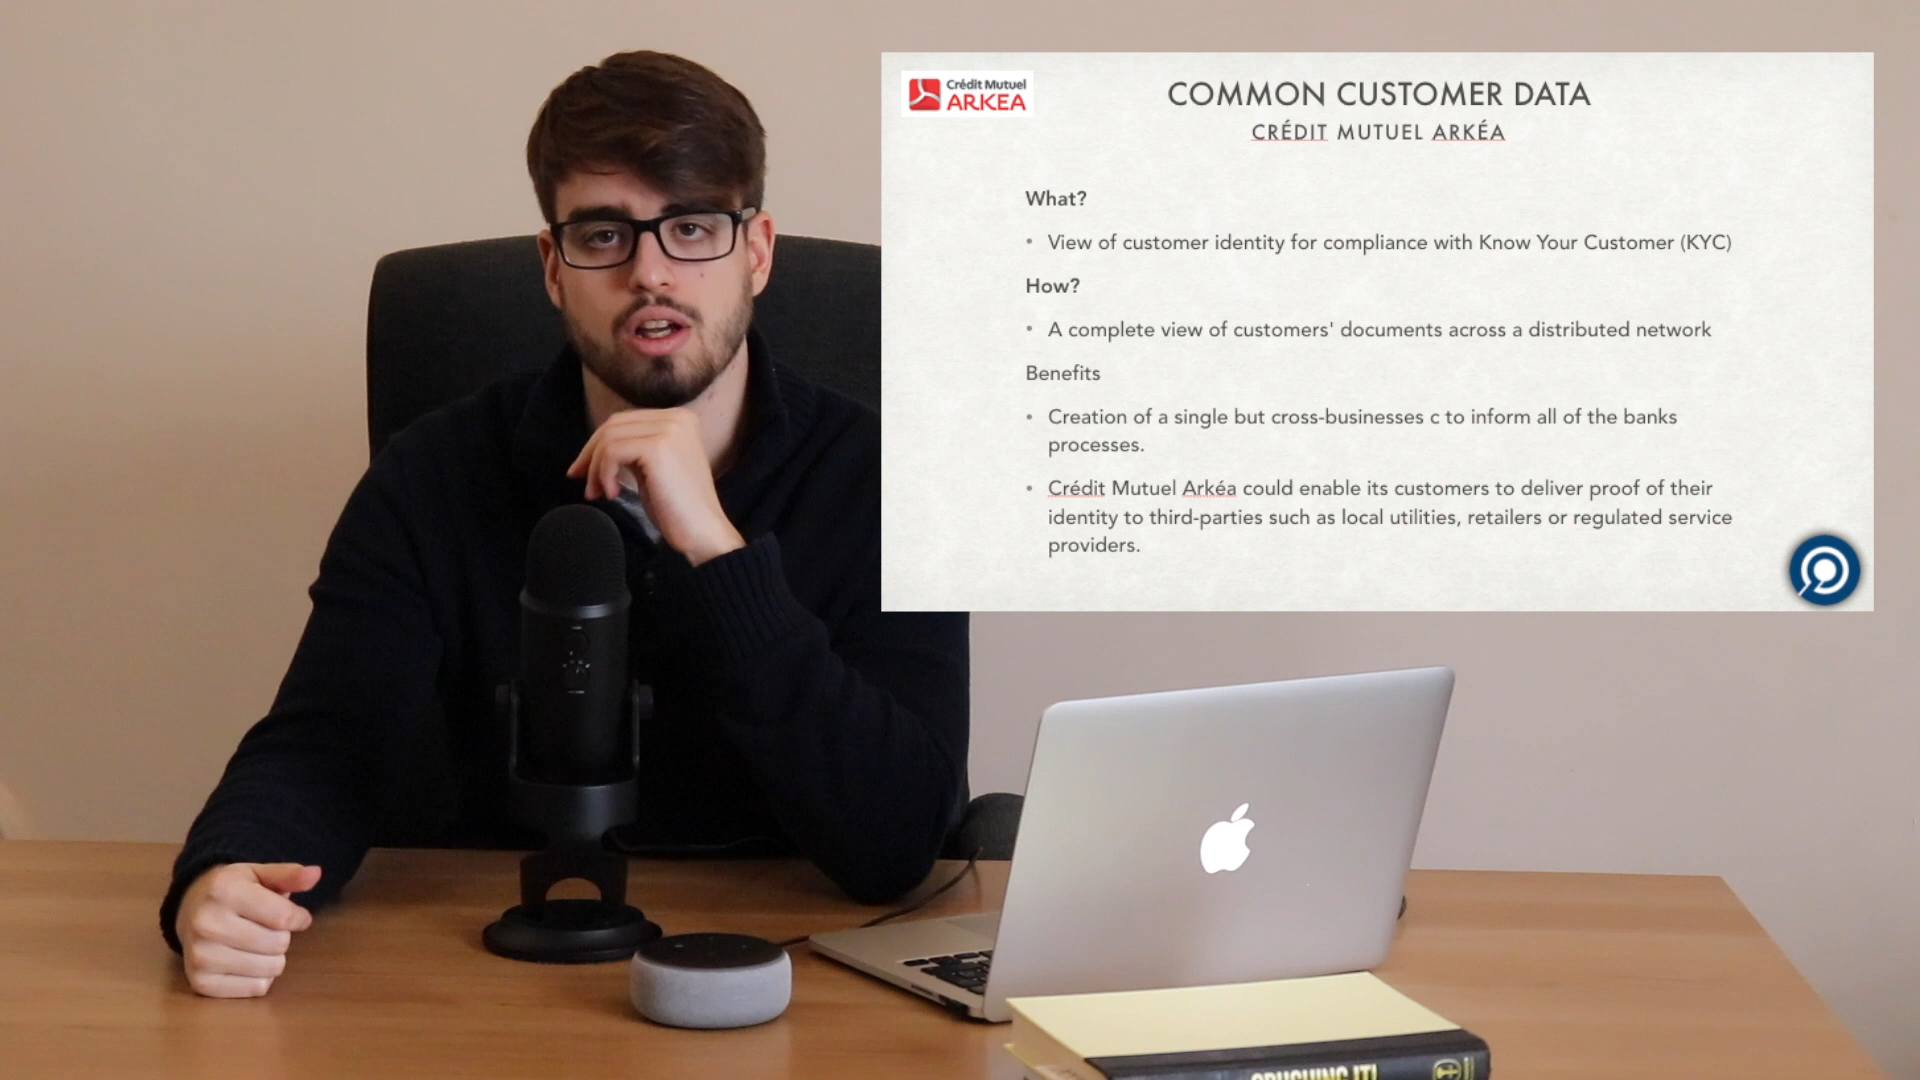 Crédit Mutuel
ARKEA
COMMON CUSTOMER DATA
CRÉDIT MUTUEL ARKÉA
What?
• View of customer identity for compliance with Know Your Customer (KYC)
How?
• A complete view of customers' documents across a distributed network
Benefits
• Creation of a single but cross-businesses c to inform all of the banks
processes.
• Crédit Mutuel Arkéa could enable its customers to deliver proof of their
identity to third-parties such as local utilities, retailers or regulated service
providers.
CRUSHING IT!